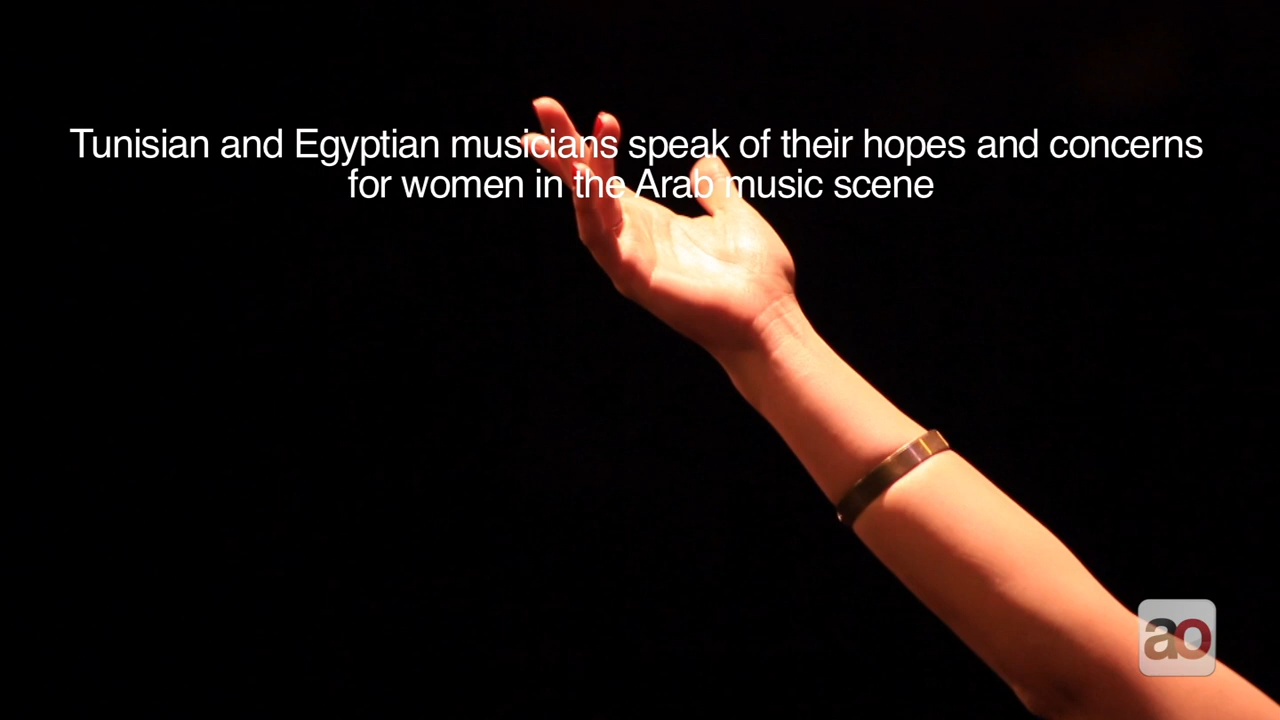 Tunisian and Egyptian musicians speak of their hopes and concerns
for women in the Arab music scene
ao